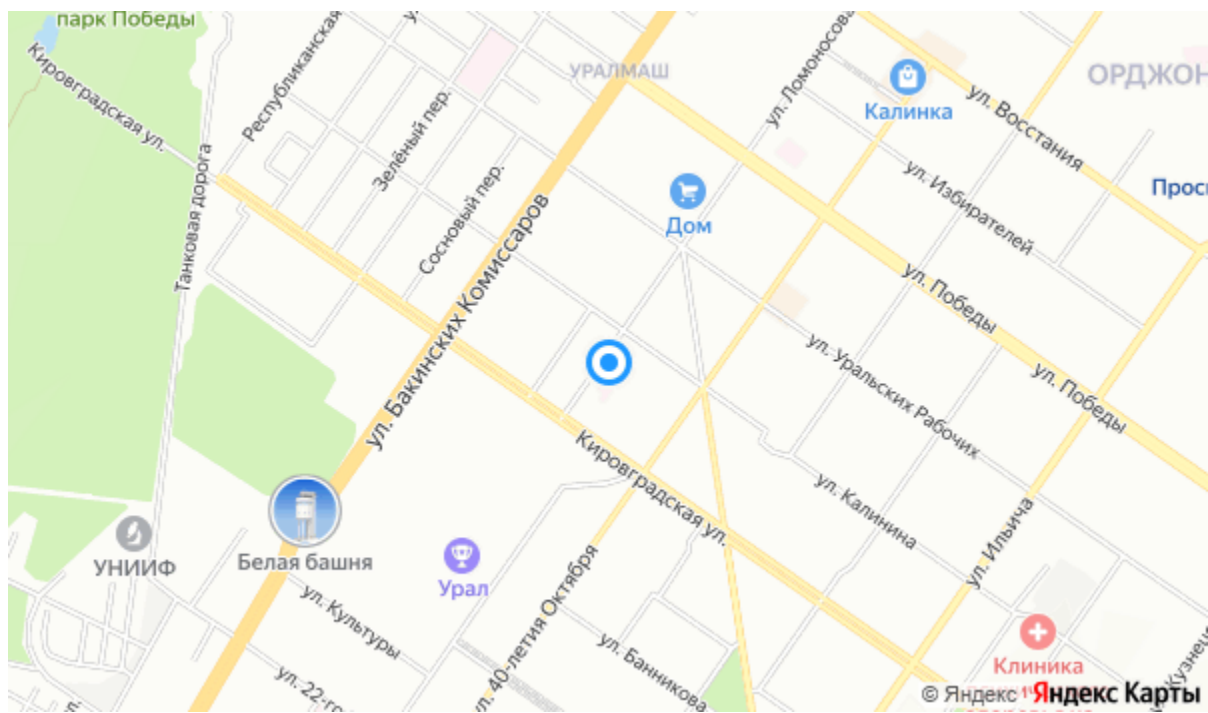 парк Победы
Кировградская ул.
Республиканская
Зелёный пер.
УРАЛМАШ
ул. Ломоносова
Калинка
ул. Восстания
ОРДЖОН
Танковая дорога
Сосновый пер.
ул. Бакинских Комиссаров
Дом
ул. Избирателей
Прос
ул. Победы
ул. Уральских Рабочих
ул. Победы
Кировградская ул.
ул. Калинина
ул. Ильича
УНИИФ
Белая башня
Урал
ул. 40-летия Октября
ул. Культуры
ул. Банникова
ул. 22-го
Клиника
Кузнец
© Яндекс
Яндекс Карты